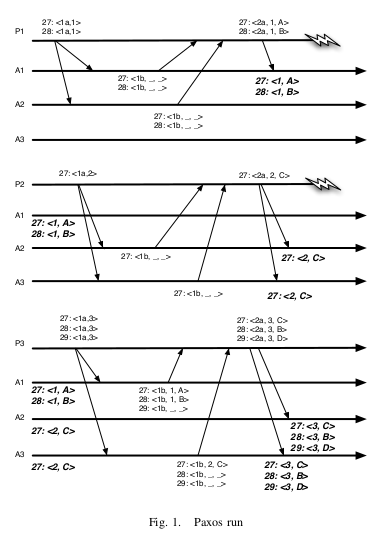 27: <1a,1>
28: <1a,1>
27: <2a, 1, A>
28: <2a, 1, B>
P1
A1
27: <1b, _, _>
28: <1b, _, _>
27: <1, A>
28: <1, B>
A2
27: <1b, _, _>
28: <1b, _, _>
A3
27: <1a,2>
27: <2a, 2, C>
P2
A1
27: <1, A>
28: <1, B>
A2
27: <1b, _, _>
27: <2, C>
A3
27: <1b, _, _>
27: <2, C>
27: <1a,3>
28: <1a,3>
29: <1a,3>
27: <2a, 3, C>
28: <2a, 3, B>
29: <2a, 3, D>
P3
A1
27: <1, A>
28: <1, B>
27: <1b, 1, A>
28: <1b, 1, B>
29: <1b, _, _>
A2
27: <2, C>
27: <3, C>
28: <3, B>
29: <3, D>
A3
27: <2, C>
27: <1b, 2, C>
28: <1b, _, _>
29: <1b, _, _>
27: <3, C>
28: <3, B>
29: <3, D>
Fig. 1. Paxos run